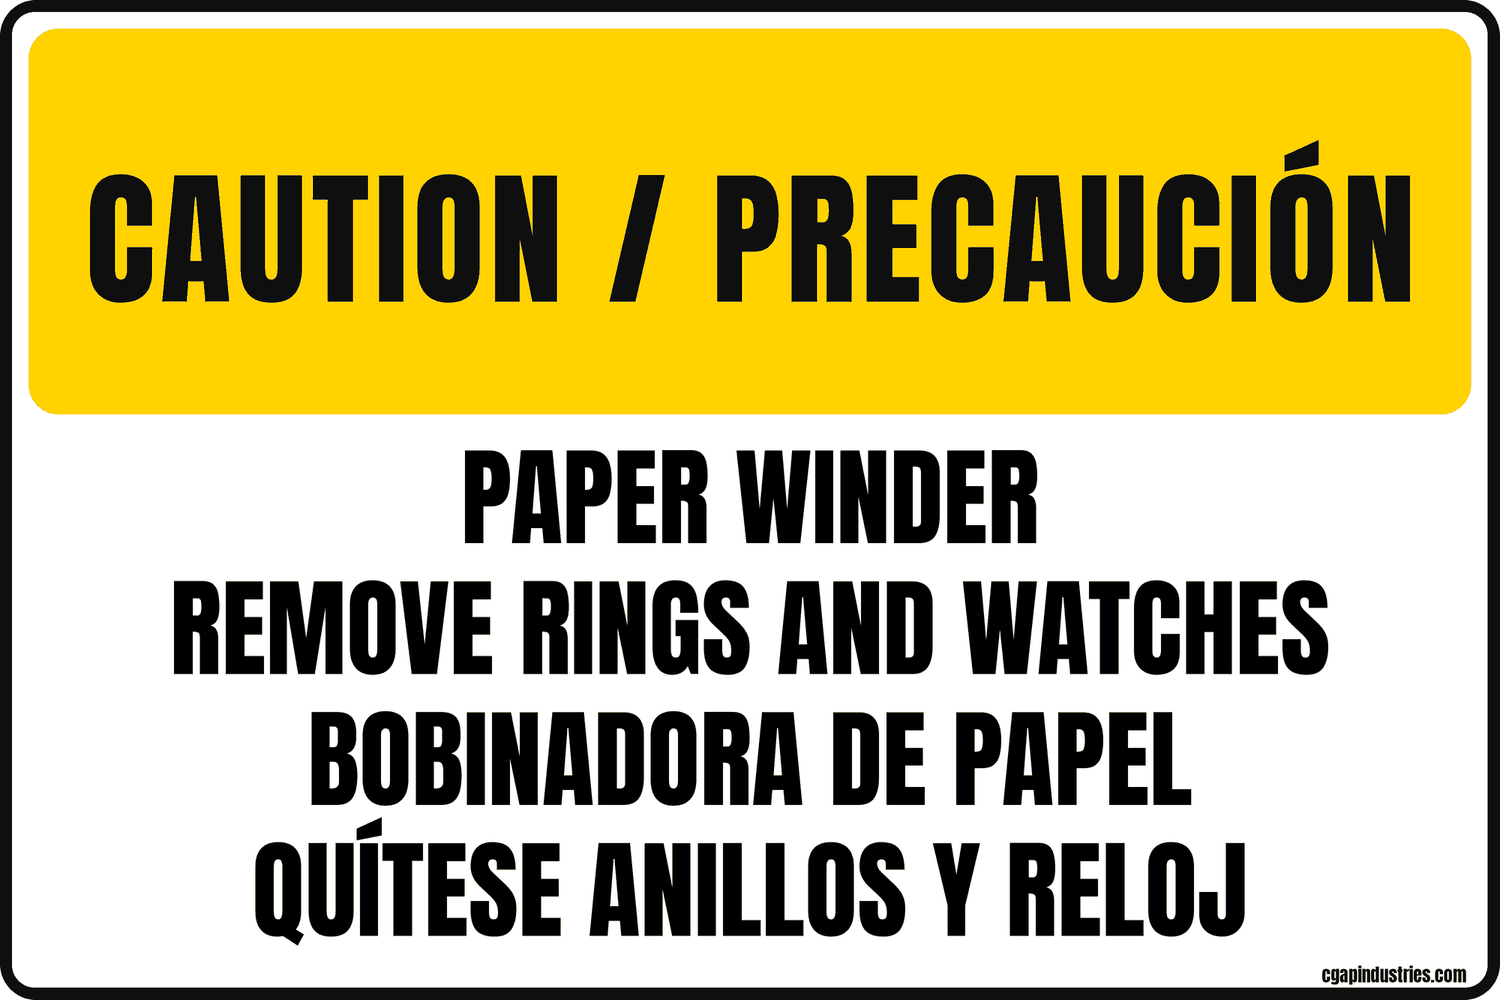 CAUTION / PRECAUCIÓN
PAPER WINDER
REMOVE RINGS AND WATCHES
BOBINADORA DE PAPEL
QUÍTESE ANILLOS Y RELOJ
cgapindustries.com